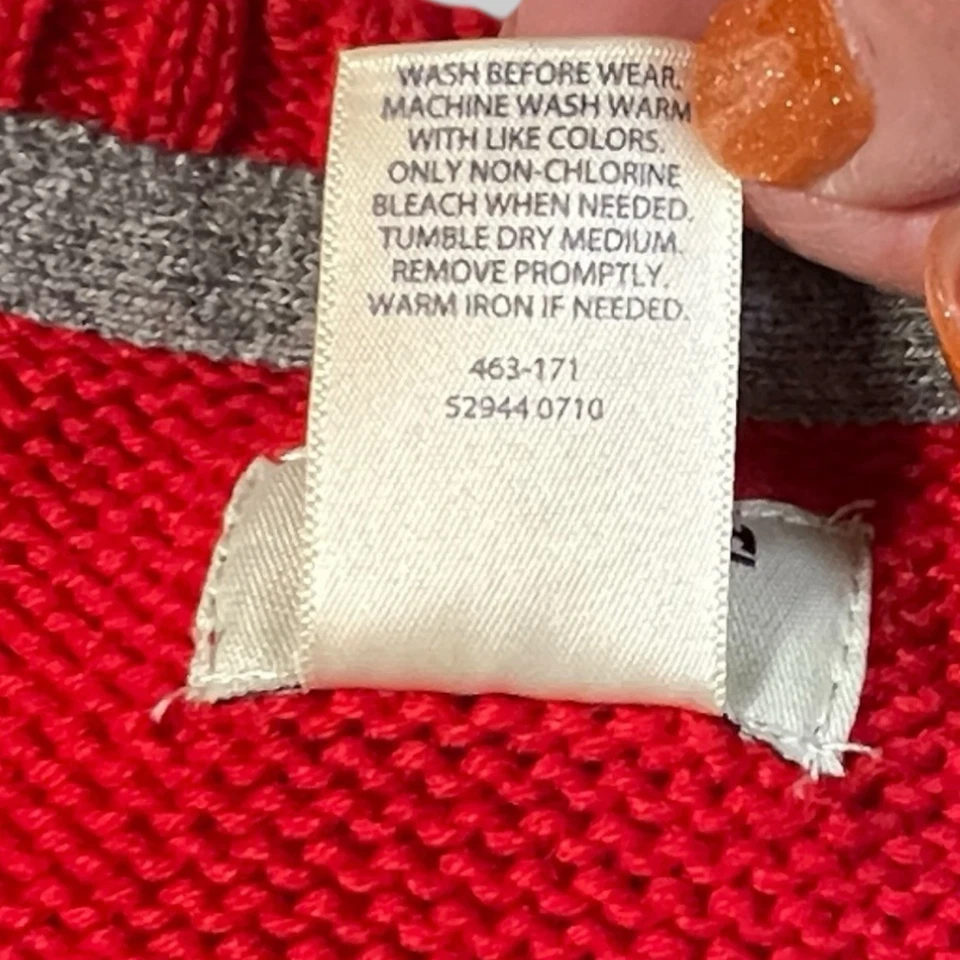 WASH BEFORE WEAR.
MACHINE WASH WARM
WITH LIKE COLORS.
ONLY NON-CHLORINE
BLEACH WHEN NEEDED.
TUMBLE DRY MEDIUM.
REMOVE PROMPTLY.
WARM IRON IF NEEDED.
463-171
S2944 0710